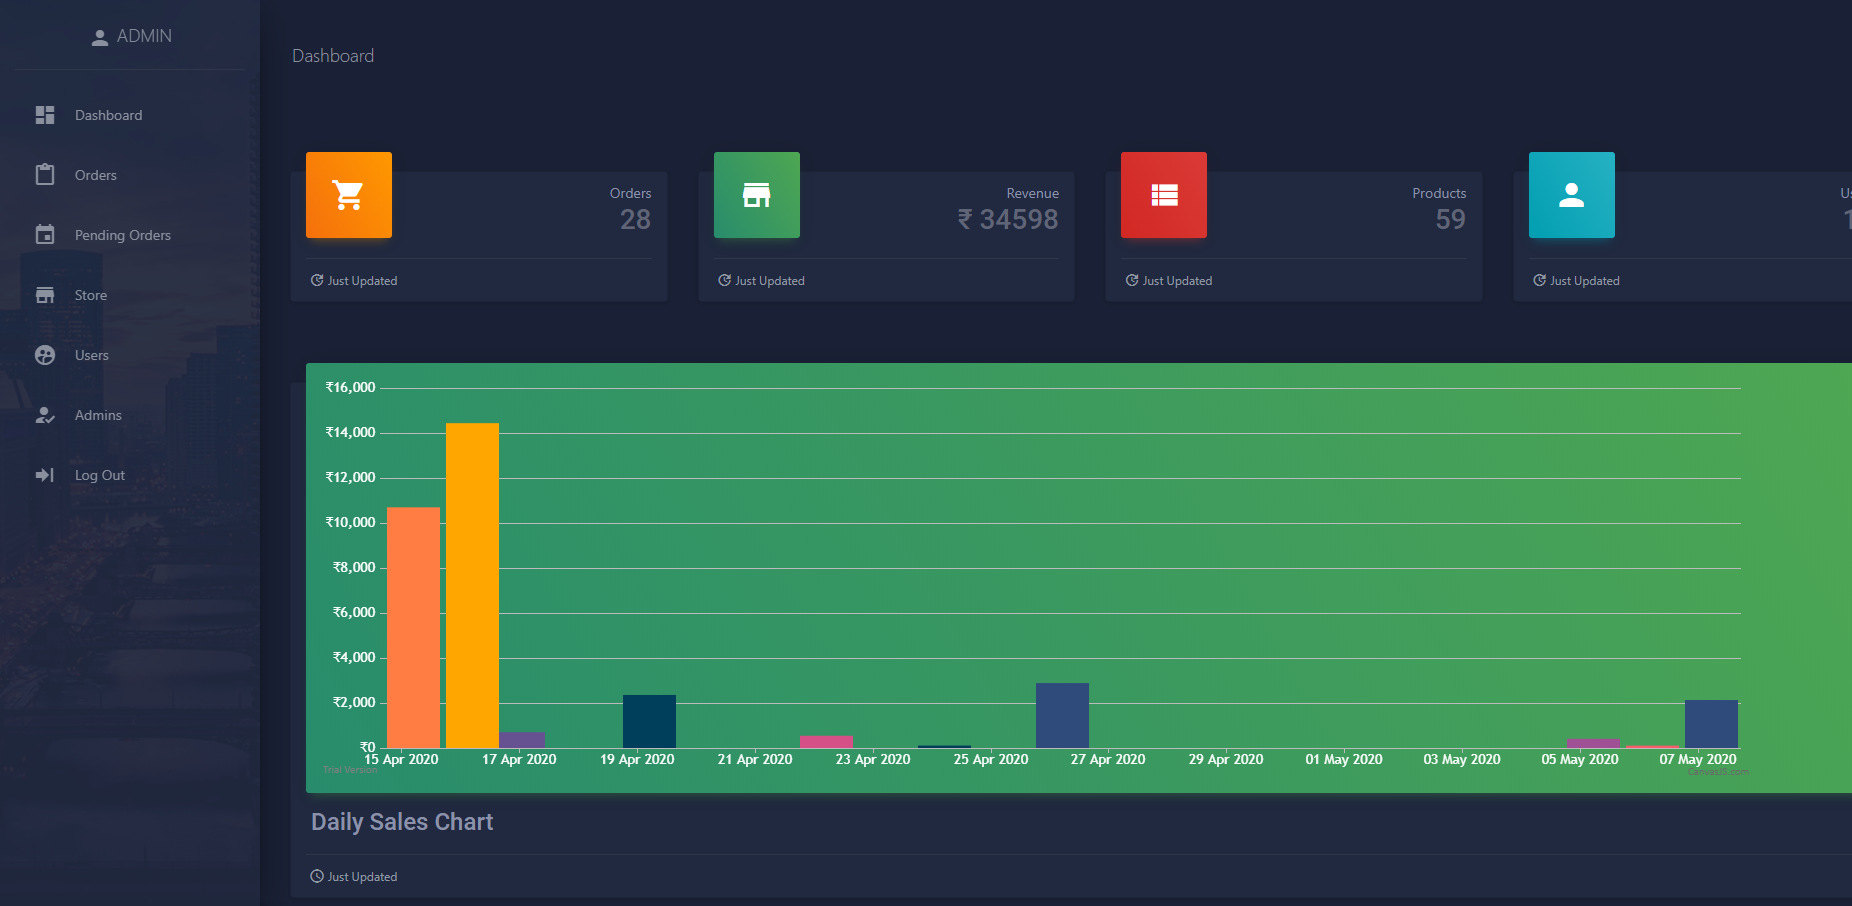 ADMIN
Dashboard
Orders
Pending Orders
Store
Users
Admins
Log Out
Dashboard
Orders
28
Just Updated
Revenue
₹ 34598
Just Updated
Products
59
Just Updated
Just Updated
₹16,000
₹14,000
₹12,000
₹10,000
₹8,000
₹6,000
₹4,000
₹2,000
₹0
15 Apr 2020 17 Apr 2020 19 Apr 2020 21 Apr 2020 23 Apr 2020 25 Apr 2020 27 Apr 2020 29 Apr 2020 01 May 2020 03 May 2020 05 May 2020 07 May 2020
Trial Version
CanvasJS.com
Daily Sales Chart
Just Updated